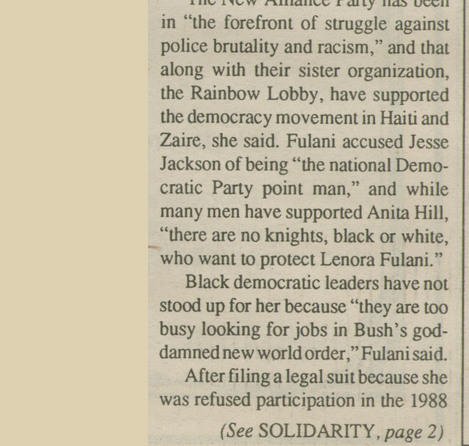 The New Alliance Party has been
in “the forefront of struggle against
police brutality and racism,” and that
along with their sister organization,
the Rainbow Lobby, have supported
the democracy movement in Haiti and
Zaire, she said. Fulani accused Jesse
Jackson of being “the national Demo-
cratic Party point man,” and while
many men have supported Anita Hill,
“there are no knights, black or white,
who want to protect Lenora Fulani.”
Black democratic leaders have not
stood up for her because “they are too
busy looking for jobs in Bush’s god-
damned new world order,” Fulani said.
After filing a legal suit because she
was refused participation in the 1988
(See SOLIDARITY, page 2)